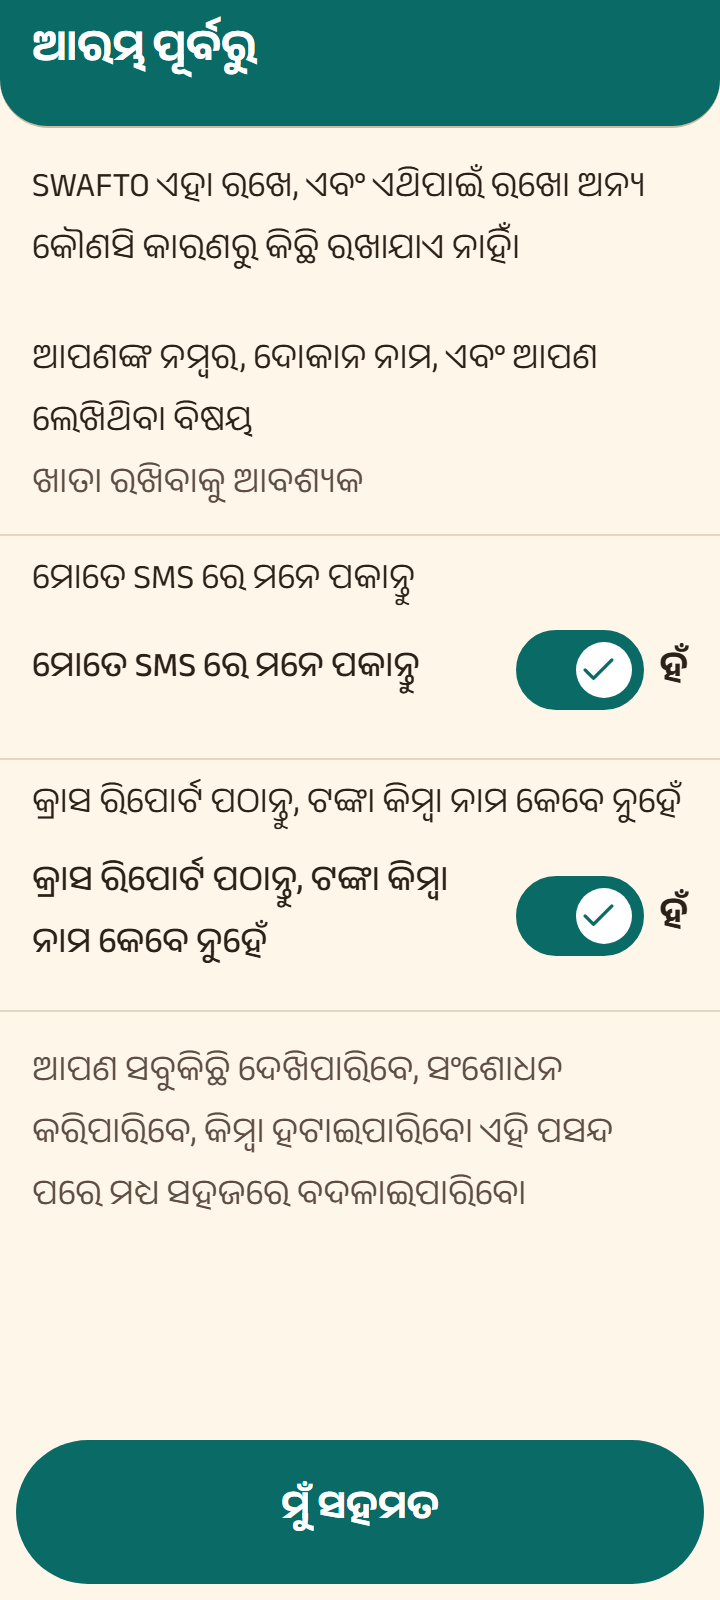 ଆରମ୍ଭ ପୂର୍ବରୁ
SWAFTO ଏହା ରଖେ, ଏବଂ ଏଥିପାଇଁ ରଖେ। ଅନ୍ୟ
କୌଣସି କାରଣରୁ କିଛି ରଖାଯାଏ ନାହିଁ।
ଆପଣଙ୍କ ନମ୍ବର, ଦୋକାନ ନାମ, ଏବଂ ଆପଣ
ଲେଖିଥିବା ବିଷୟ
ଖାତା ରଖିବାକୁ ଆବଶ୍ୟକ
ମୋତେ SMS ରେ ମନେ ପକାନ୍ତୁ
ମୋତେ SMS ରେ ମନେ ପକାନ୍ତୁ
ହଁ
କ୍ରାସ ରିପୋର୍ଟ ପଠାନ୍ତୁ, ଟଙ୍କା କିମ୍ବା ନାମ କେବେ ନୁହେଁ
କ୍ରାସ ରିପୋର୍ଟ ପଠାନ୍ତୁ, ଟଙ୍କା କିମ୍ବା
ନାମ କେବେ ନୁହେଁ
ହଁ
ଆପଣ ସବୁକିଛି ଦେଖିପାରିବେ, ସଂଶୋଧନ
କରିପାରିବେ, କିମ୍ବା ହଟାଇପାରିବେ। ଏହି ପସନ୍ଦ
ପରେ ମଧ୍ୟ ସହଜରେ ବଦଳାଇପାରିବେ।
ମୁଁ ସହମତ